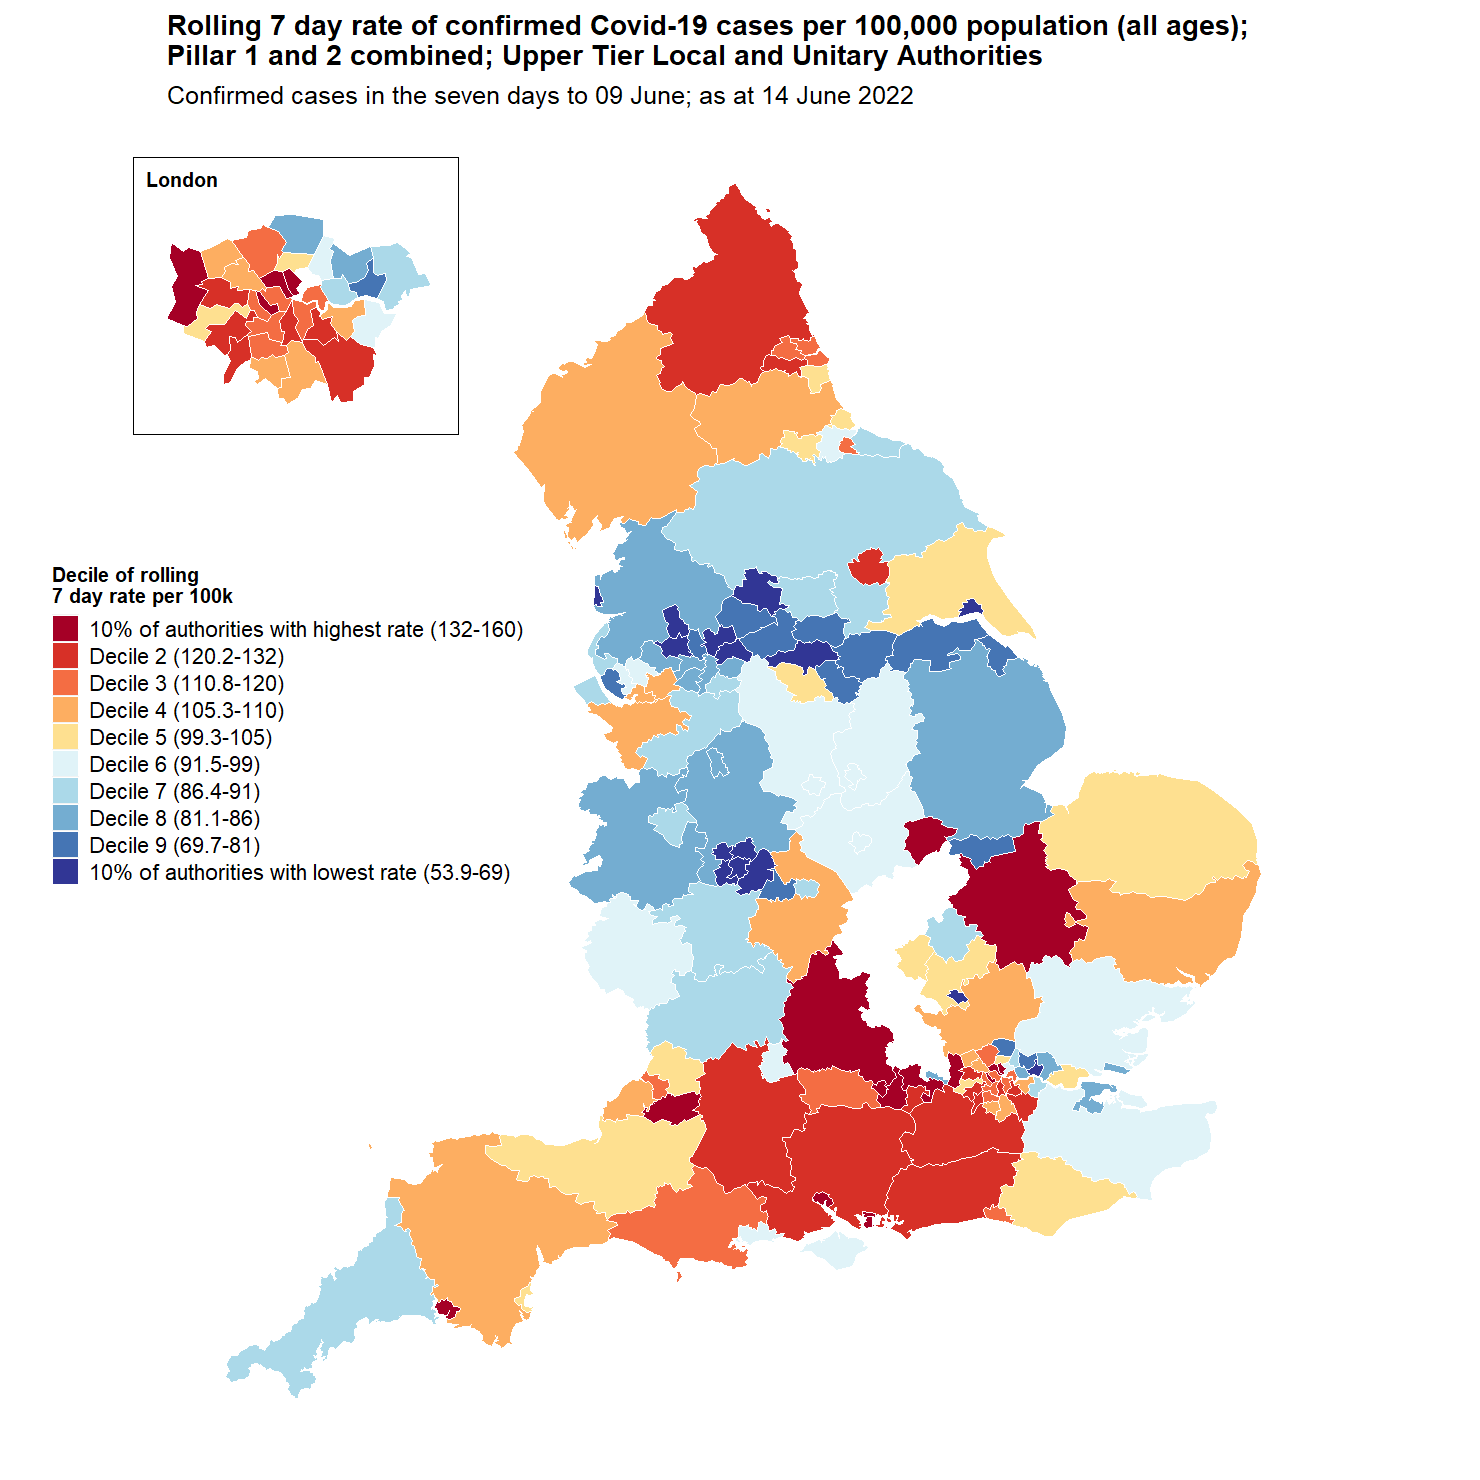 Rolling 7 day rate of confirmed Covid-19 cases per 100,000 population (all ages);
Pillar 1 and 2 combined; Upper Tier Local and Unitary Authorities
Confirmed cases in the seven days to 09 June; as at 14 June 2022
London
Decile of rolling
7 day rate per 100k
10% of authorities with highest rate (132-160)
Decile 2 (120.2-132)
Decile 3 (110.8-120)
Decile 4 (105.3-110)
Decile 5 (99.3-105)
Decile 6 (91.5-99)
Decile 7 (86.4-91)
Decile 8 (81.1-86)
Decile 9 (69.7-81)
10% of authorities with lowest rate (53.9-69)